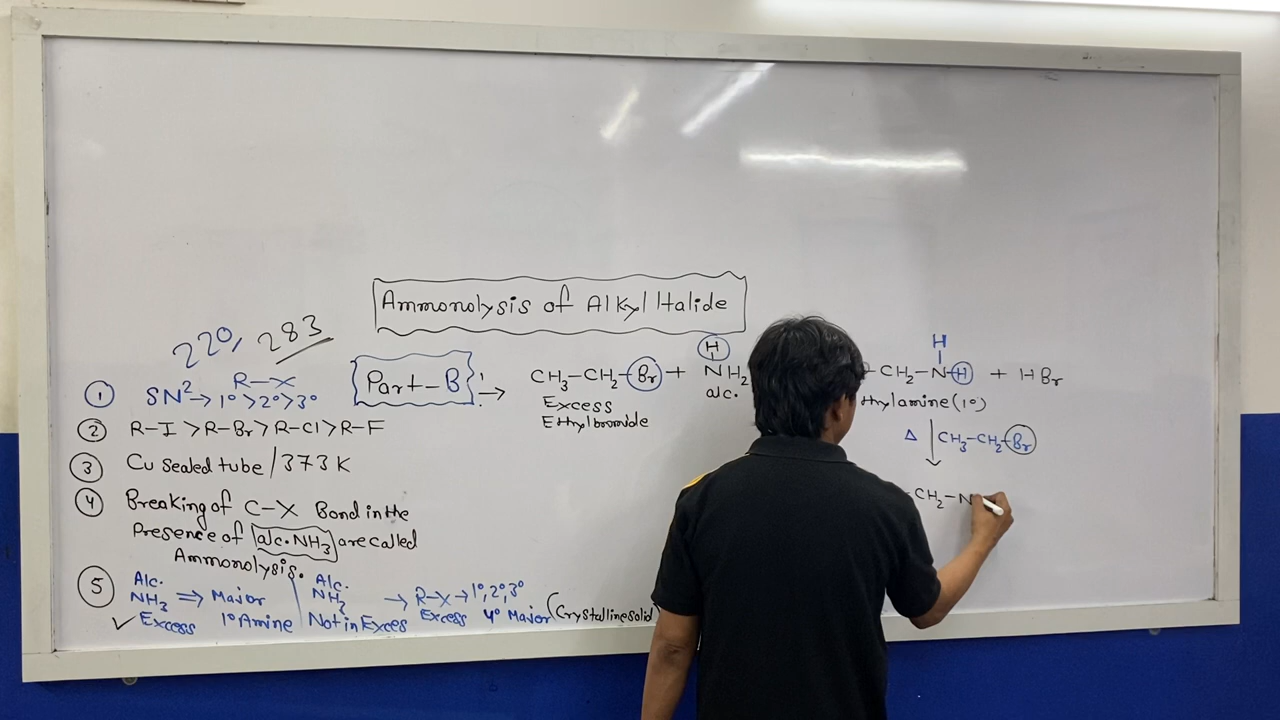 Ammonolysis of Alkyl Halide
220, 283
① SN² → R-X 1° > 2° > 3°
② R-I > R-Br > R-Cl > R-F
③ Cu sealed tube / 373 K
④ Breaking of C-X Bond in the
Presence of alc. NH₃ are called
Ammonolysis.
⑤ Alc. NH₃ Excess ⇒ Major 1° Amine
Alc. NH₃ Not in Exces → R-X → 1°, 2°, 3°
Excess 4° Major (Crystalline solid
✓
Part-B : →
H
CH₃-CH₂-Br + NH₂
Excess alc.
Ethylbromide
H
-CH₂-N-H + HBr
hylamine (1°)
Δ ↓ CH₃-CH₂-Br
-CH₂-N